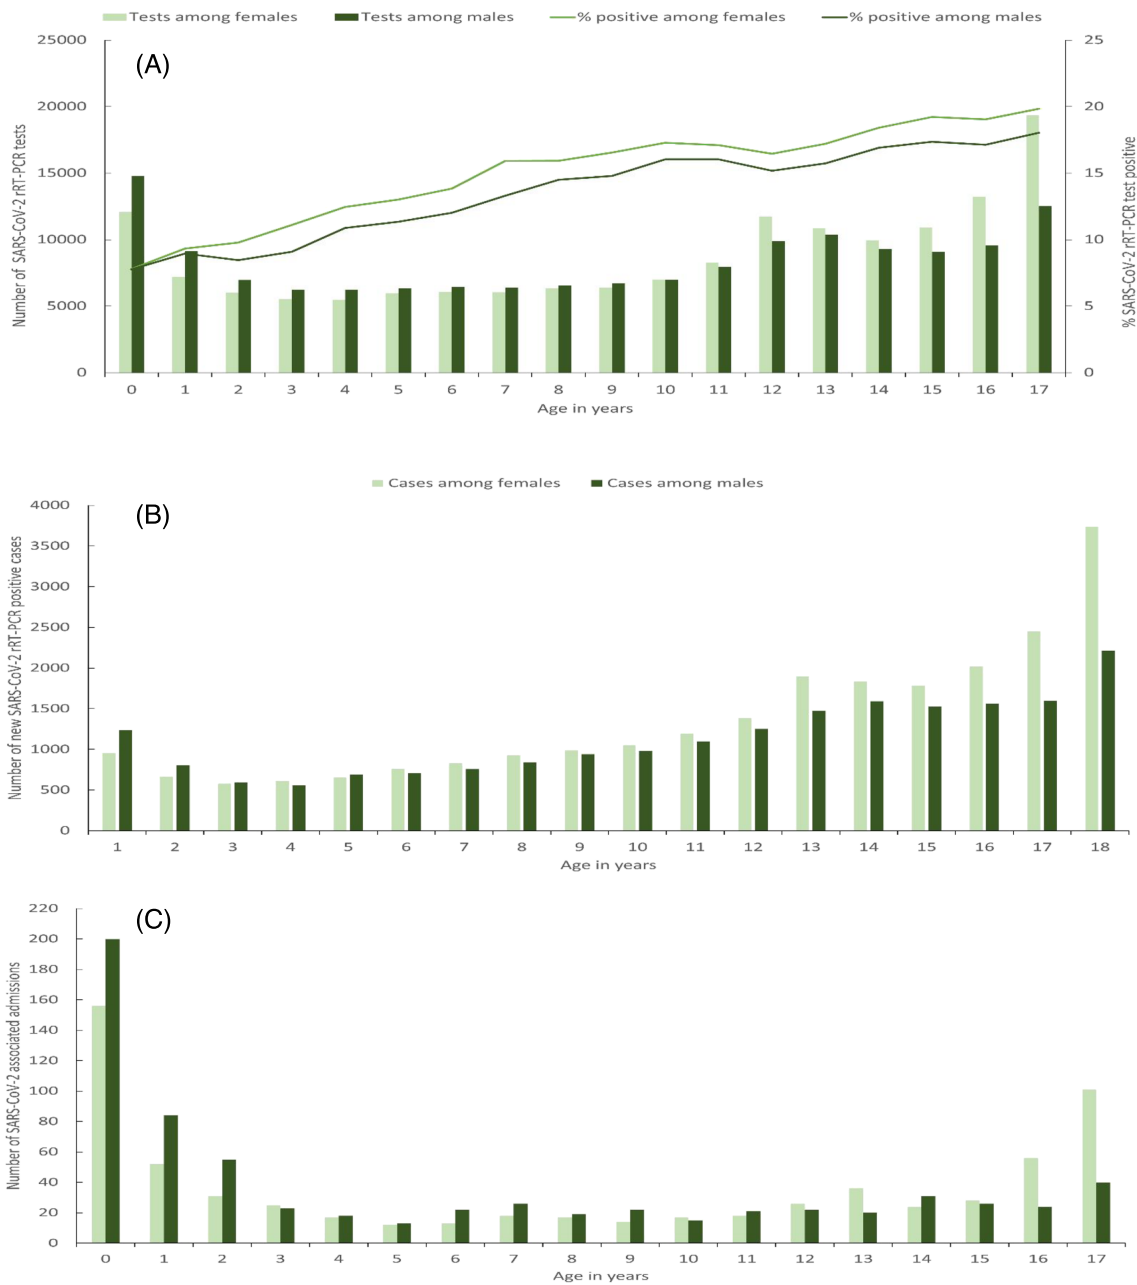 Tests among females Tests among males % positive among females % positive among males
(A)
Number of SARS-CoV-2 rRT-PCR tests
25000
20000
15000
10000
5000
0
25
20
15
10
5
0
% SARS-CoV-2 rRT-PCR test positive
0 1 2 3 4 5 6 7 8 9 10 11 12 13 14 15 16 17
Age in years
Cases among females Cases among males
(B)
Number of new SARS-CoV-2 rRT-PCR positive cases
4000
3500
3000
2500
2000
1500
1000
500
0
1 2 3 4 5 6 7 8 9 10 11 12 13 14 15 16 17 18
Age in years
(C)
Number of SARS-CoV-2 associated admissions
220
200
180
160
140
120
100
80
60
40
20
0
0 1 2 3 4 5 6 7 8 9 10 11 12 13 14 15 16 17
Age in years